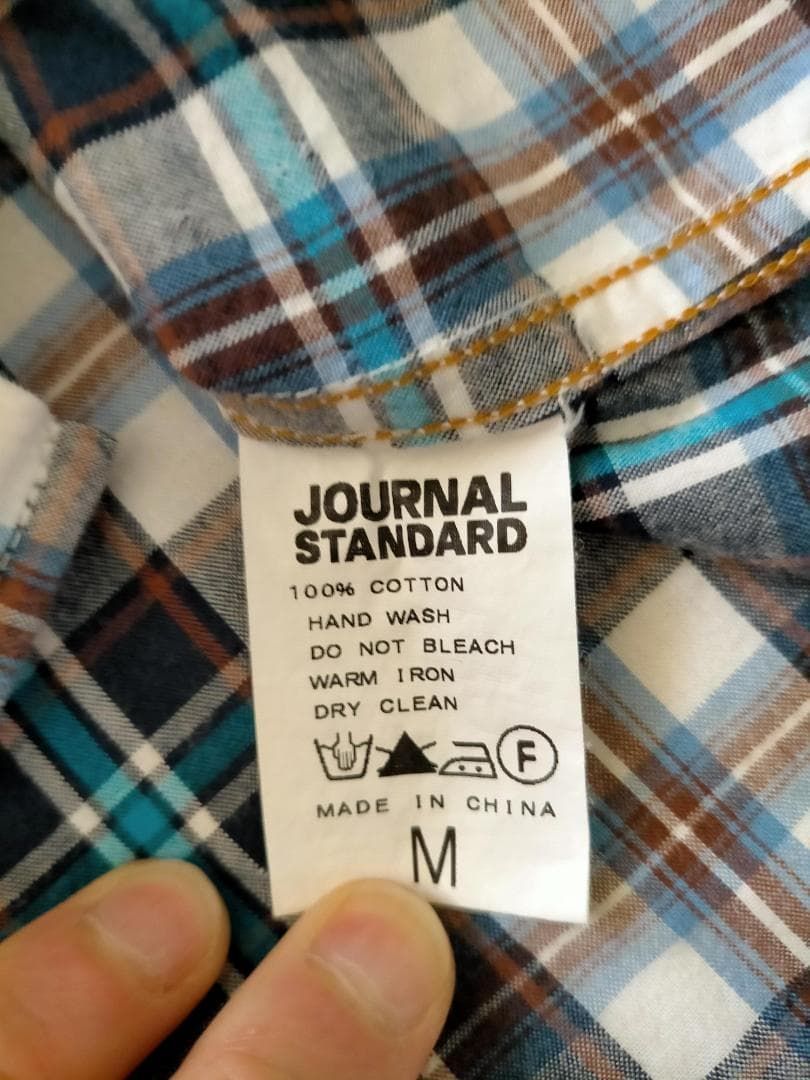 JOURNAL
STANDARD
100% COTTON
HAND WASH
DO NOT BLEACH
WARM IRON
DRY CLEAN
F
MADE IN CHINA
M